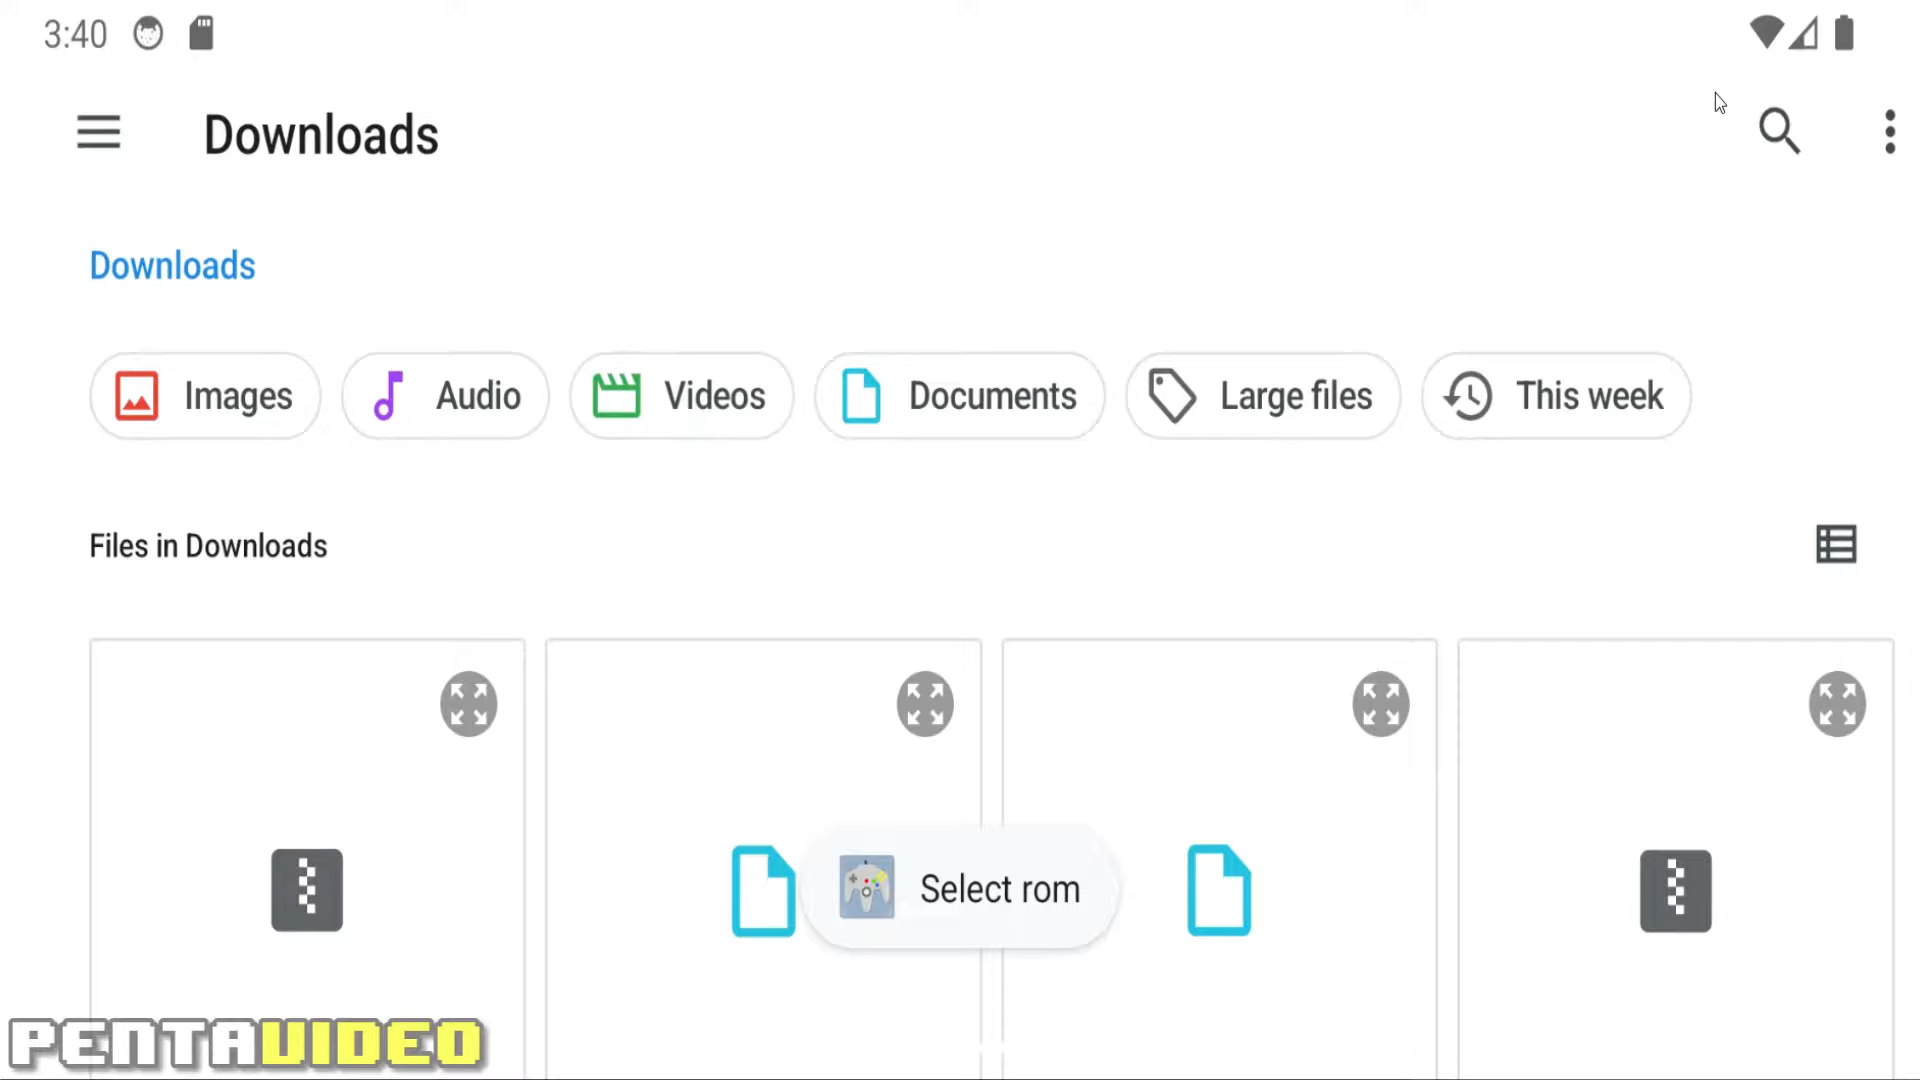 3:40
Downloads
Downloads
Images
Audio
Videos
Documents
Large files
This week
Files in Downloads
Select rom
PENTAVIDEO